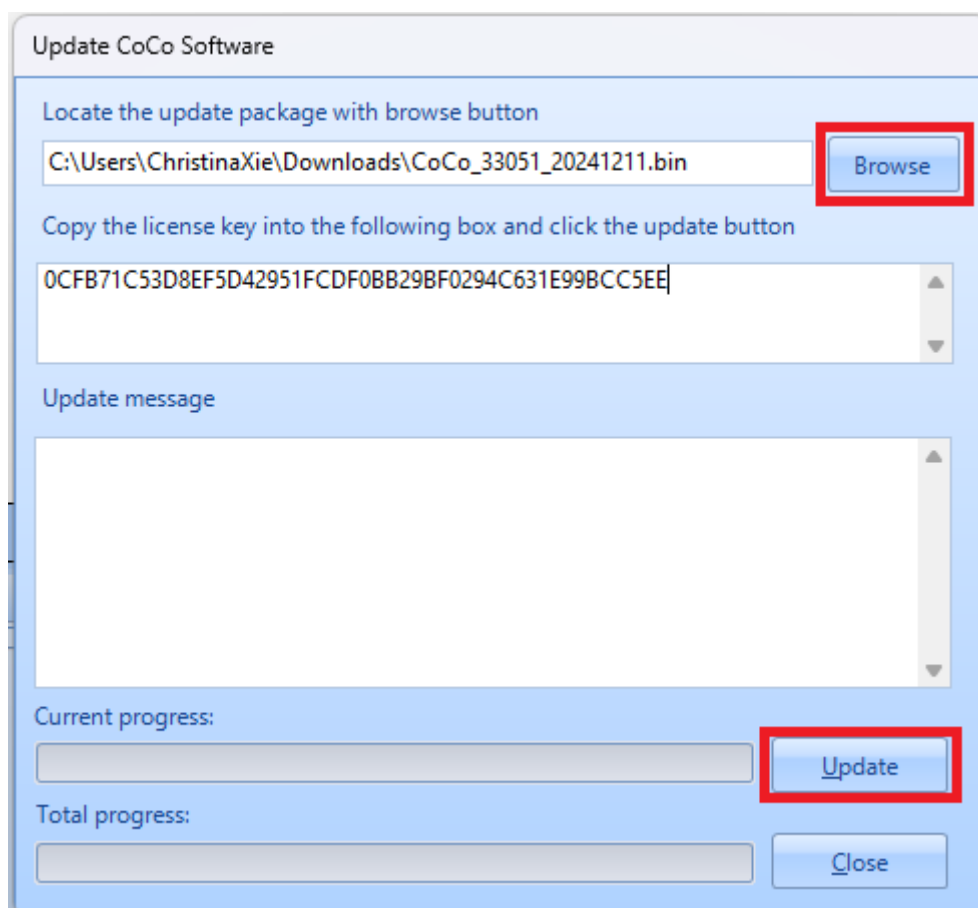 Update CoCo Software
Locate the update package with browse button
C:\Users\ChristinaXie\Downloads\CoCo_33051_20241211.bin
Browse
Copy the license key into the following box and click the update button
0CFB71C53D8EF5D42951FCDF0BB29BF0294C631E99BCC5EE
Update message
Current progress:
Update
Total progress:
Close